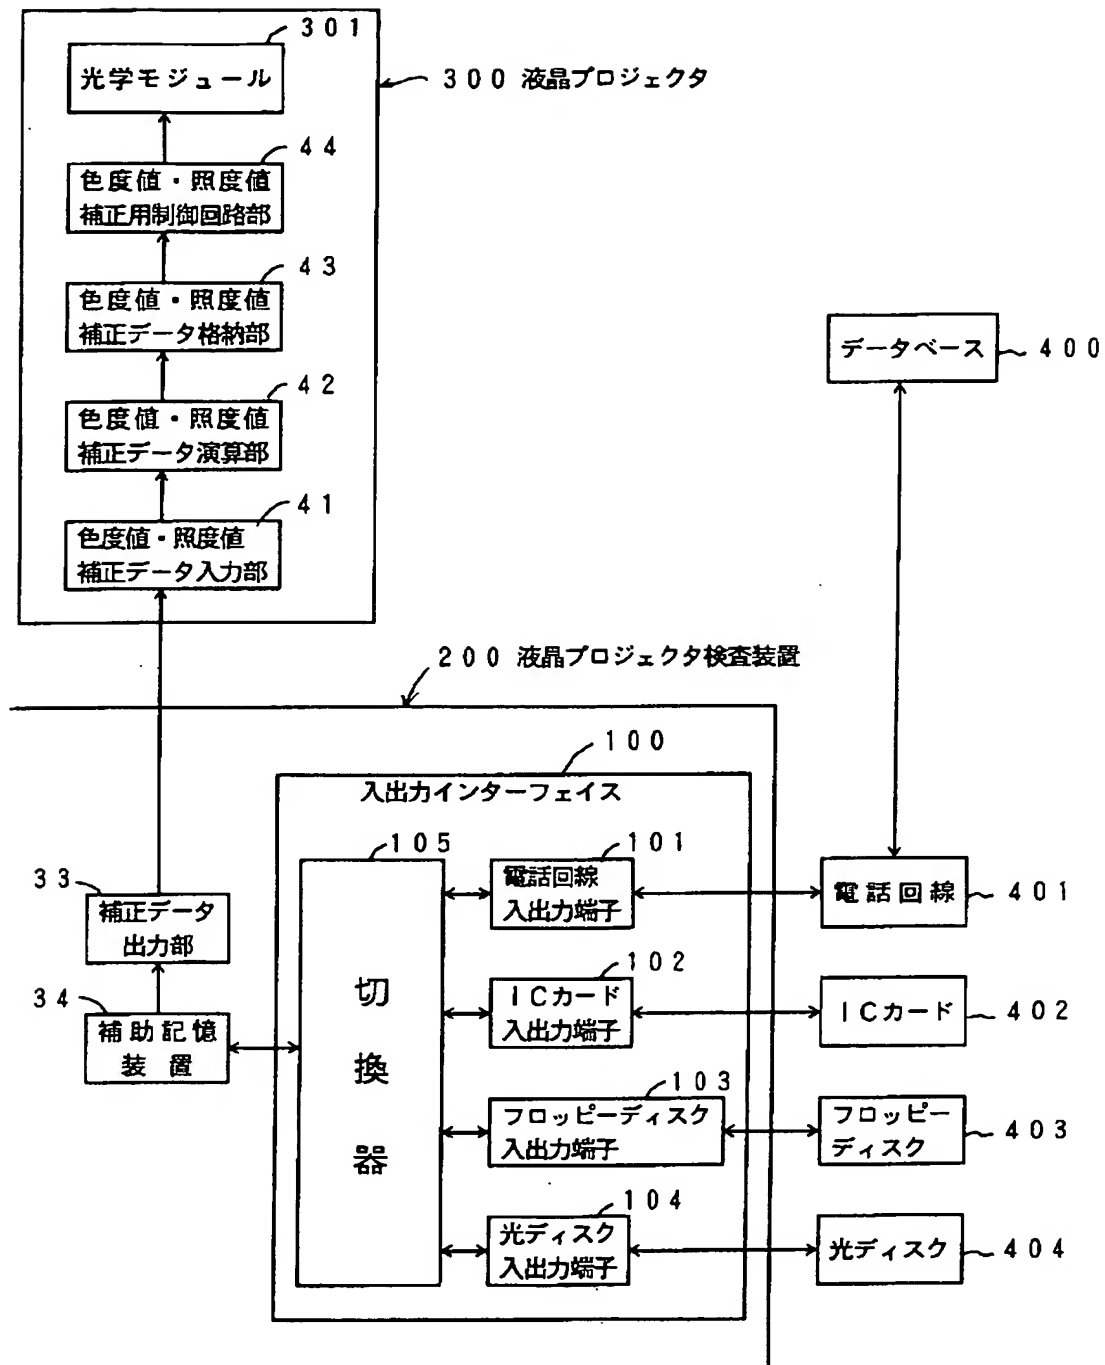 301
光学モジュール
300 液晶プロジェクタ
44
色度値・照度値
補正用制御回路部
43
色度値・照度値
補正データ格納部
42
色度値・照度値
補正データ演算部
41
色度値・照度値
補正データ入力部
データベース
400
200 液晶プロジェクタ検査装置
100
入出力インターフェイス
105
切
換
器
101
電話回線
入出力端子
電話回線
401
33
補正データ
出力部
102
ICカード
入出力端子
ICカード
402
34
補助記憶
装置
103
フロッピーディスク
入出力端子
フロッピー
ディスク
403
104
光ディスク
入出力端子
光ディスク
404